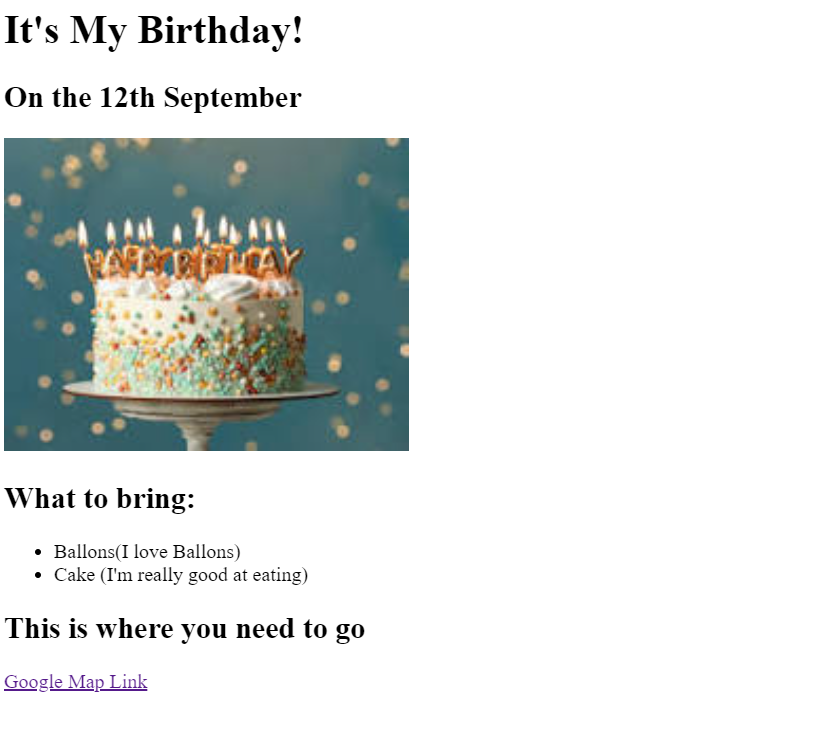 It's My Birthday!
On the 12th September
HAPPY BIRTHDAY
What to bring:
Ballons(I love Ballons)
Cake (I'm really good at eating)
This is where you need to go
Google Map Link